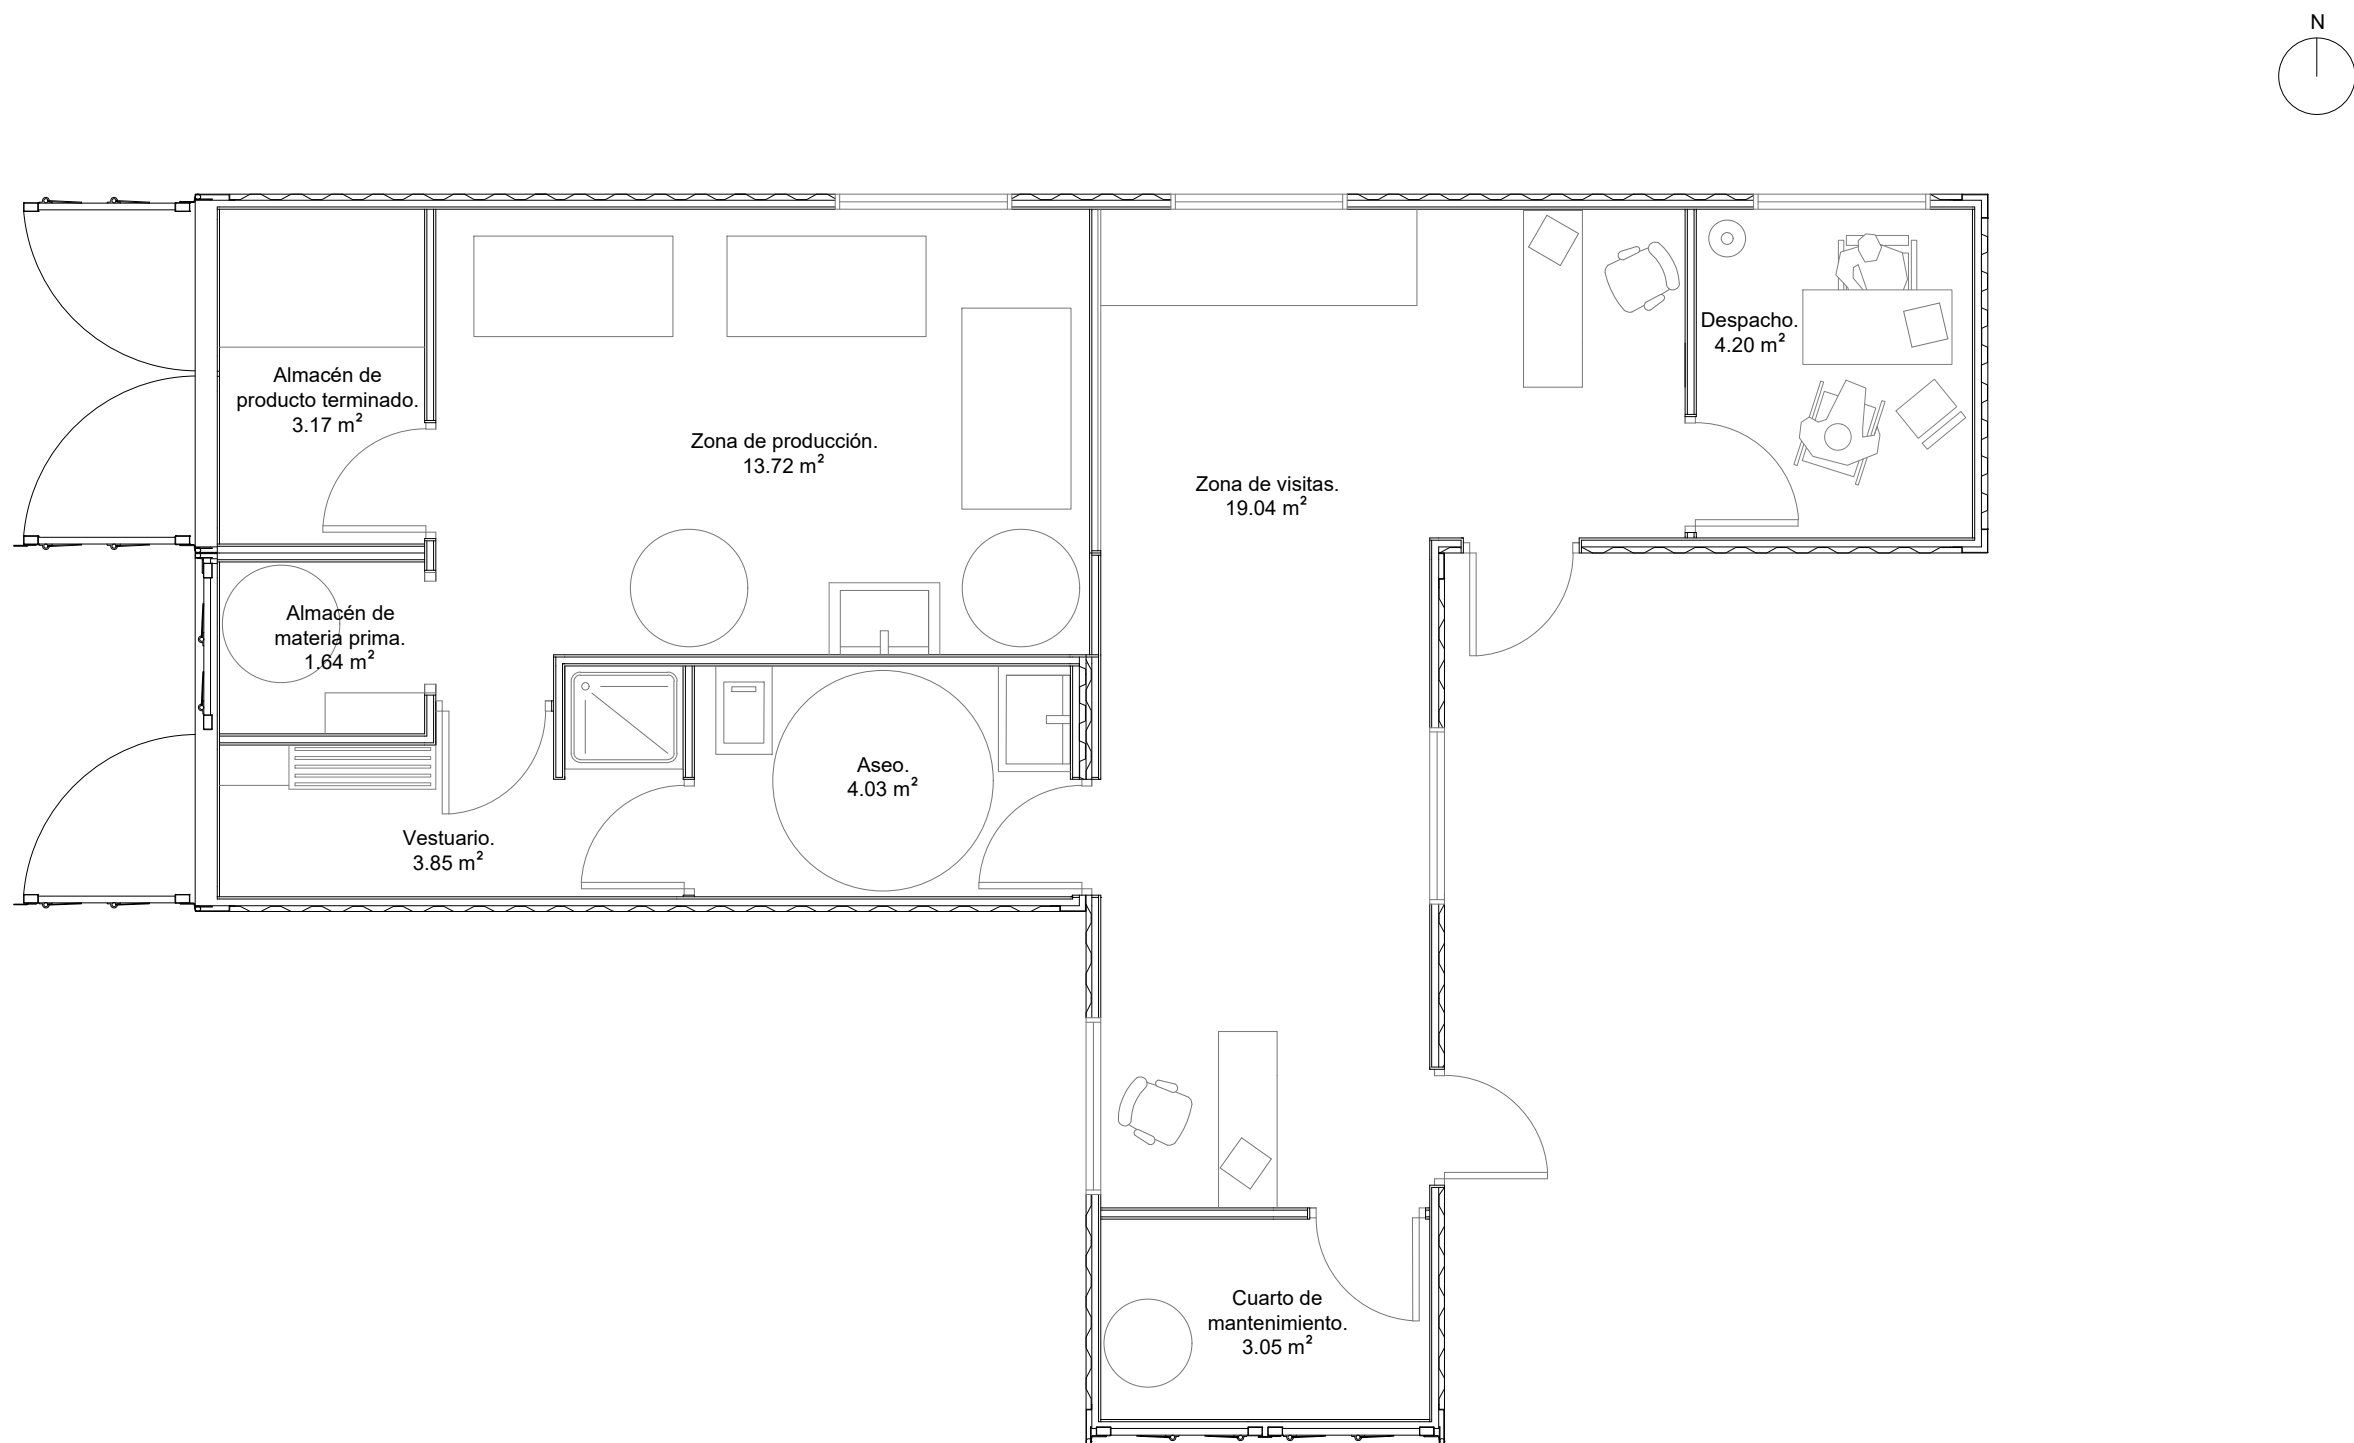 N
Almacén de
producto terminado.
3.17 m²
Zona de producción.
13.72 m²
Zona de visitas.
19.04 m²
Despacho.
4.20 m²
Almacén de
materia prima.
1.64 m²
Aseo.
4.03 m²
Vestuario.
3.85 m²
Cuarto de
mantenimiento.
3.05 m²